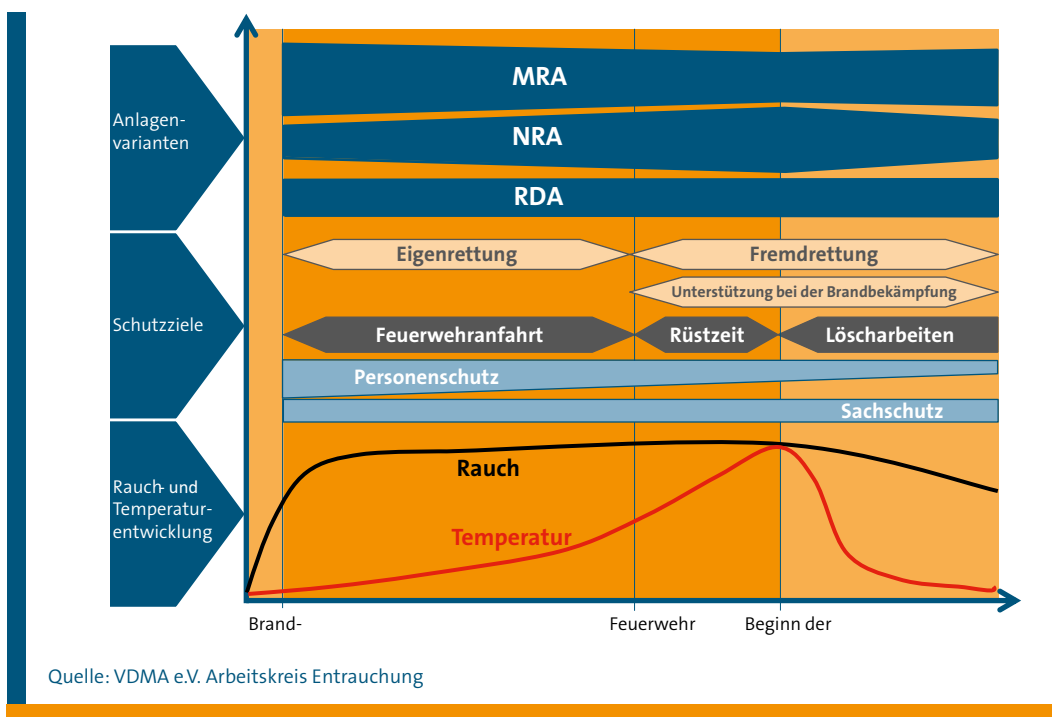 Anlagen-
varianten
MRA
NRA
RDA
Schutzziele
Eigenrettung
Fremdrettung
Unterstützung bei der Brandbekämpfung
Feuerwehranfahrt
Rüstzeit
Löscharbeiten
Personenschutz
Sachschutz
Rauch- und
Temperatur-
entwicklung
Rauch
Temperatur
Brand-
Feuerwehr
Beginn der
Quelle: VDMA e.V. Arbeitskreis Entrauchung